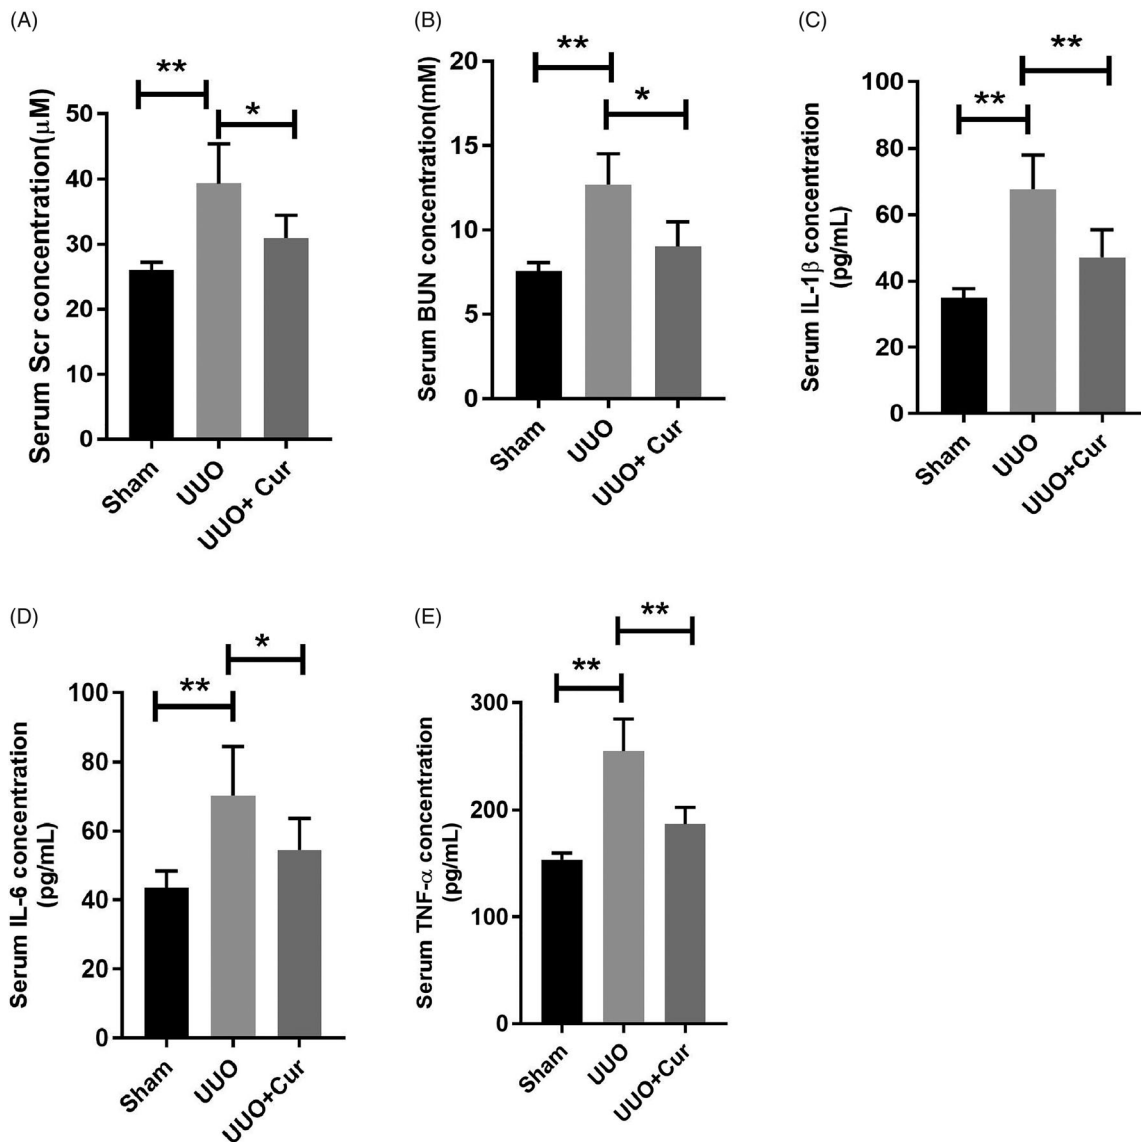 (A)
**
*
Serum Scr concentration(μM)
50
40
30
20
10
0
Sham
UUO
UUO+ Cur
(B)
**
*
Serum BUN concentration(mM)
20
15
10
5
0
Sham
UUO
UUO+ Cur
(C)
**
**
Serum IL-1β concentration
(pg/mL)
100
80
60
40
20
0
Sham
UUO
UUO+Cur
(D)
*
**
Serum IL-6 concentration
(pg/mL)
100
80
60
40
20
0
Sham
UUO
UUO+Cur
(E)
**
**
Serum TNF-α concentration
(pg/mL)
300
200
100
0
Sham
UUO
UUO+Cur